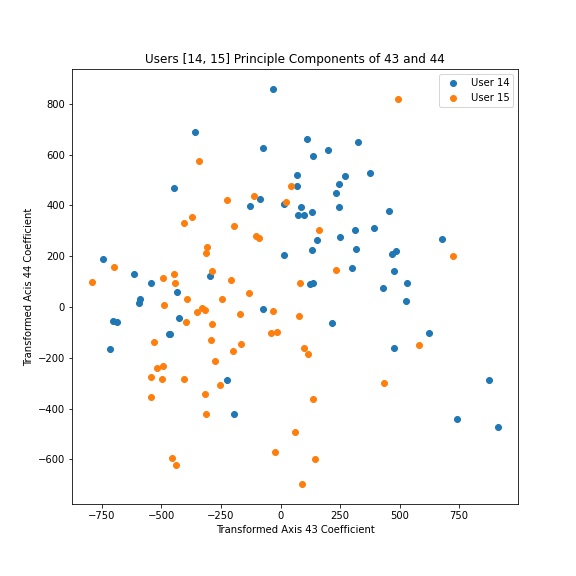 Users [14, 15] Principle Components of 43 and 44
User 14
User 15
Transformed Acis 44 Coefficient
800
600
400
200
0
−200
−400
−600
−750 −500 −250 0 250 500 750
Transformed Axis 43 Coefficient